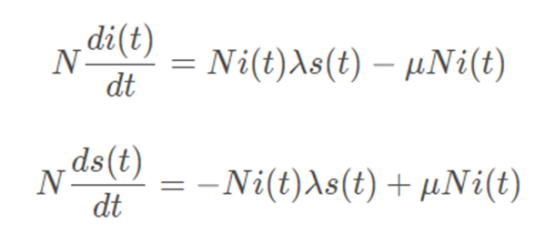 N di(t)/dt = Ni(t)λs(t) − μNi(t)
N ds(t)/dt = −Ni(t)λs(t) + μNi(t)